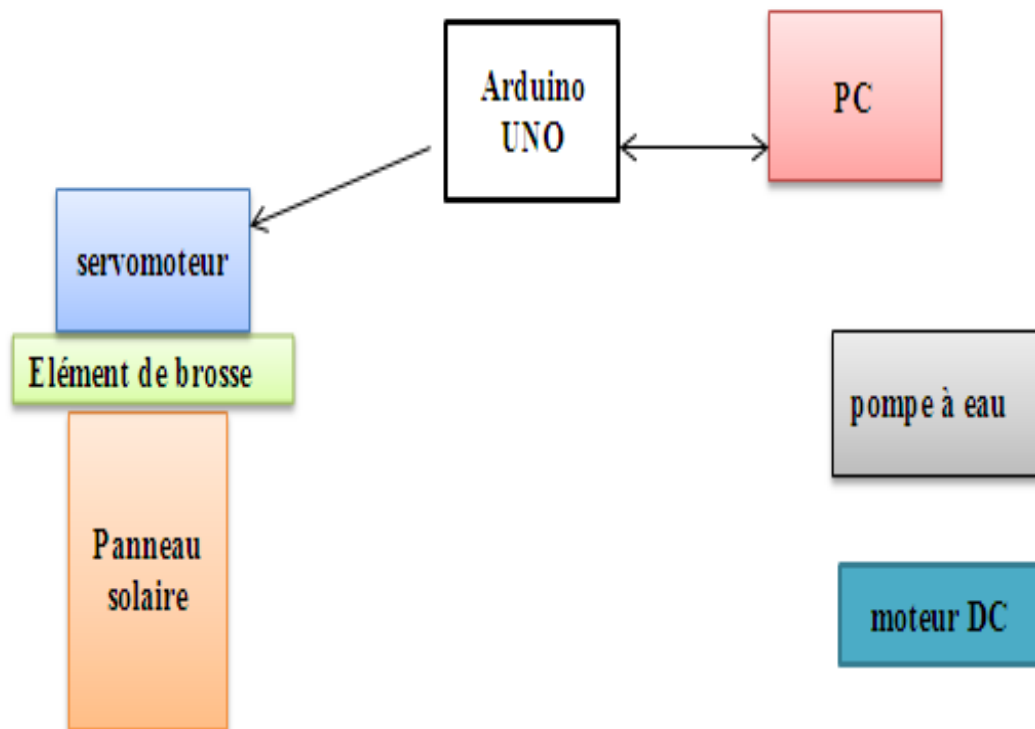 Arduino
UNO
PC
servomoteur
Elément de brosse
pompe à eau
Panneau
solaire
moteur DC